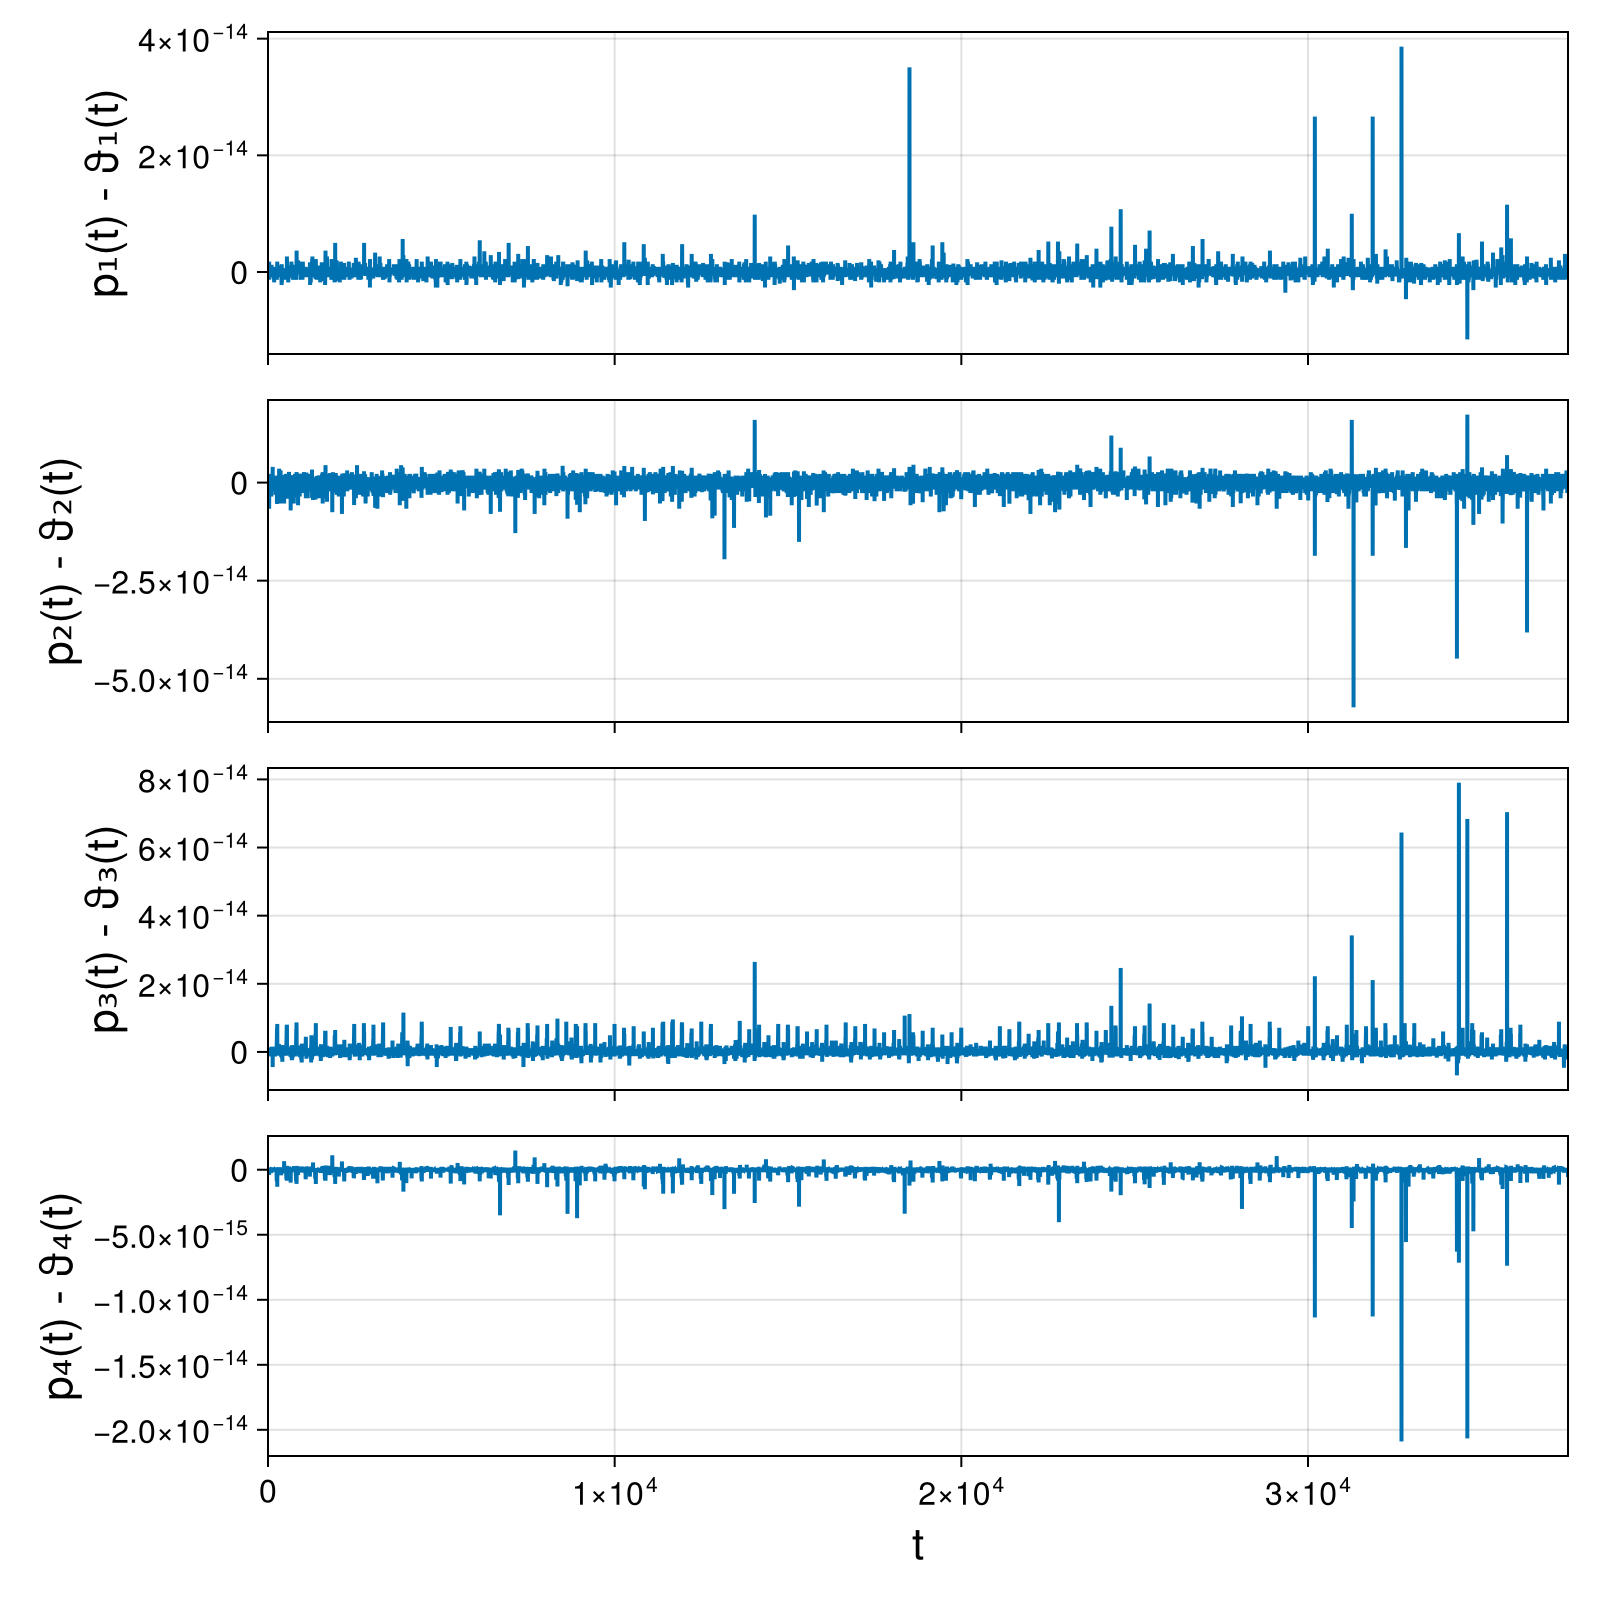 4×10⁻¹⁴
2×10⁻¹⁴
0
p₁(t) - ϑ₁(t)
0
−2.5×10⁻¹⁴
−5.0×10⁻¹⁴
p₂(t) - ϑ₂(t)
8×10⁻¹⁴
6×10⁻¹⁴
4×10⁻¹⁴
2×10⁻¹⁴
0
p₃(t) - ϑ₃(t)
0
−5.0×10⁻¹⁵
−1.0×10⁻¹⁴
−1.5×10⁻¹⁴
−2.0×10⁻¹⁴
p₄(t) - ϑ₄(t)
0 1×10⁴ 2×10⁴ 3×10⁴
t